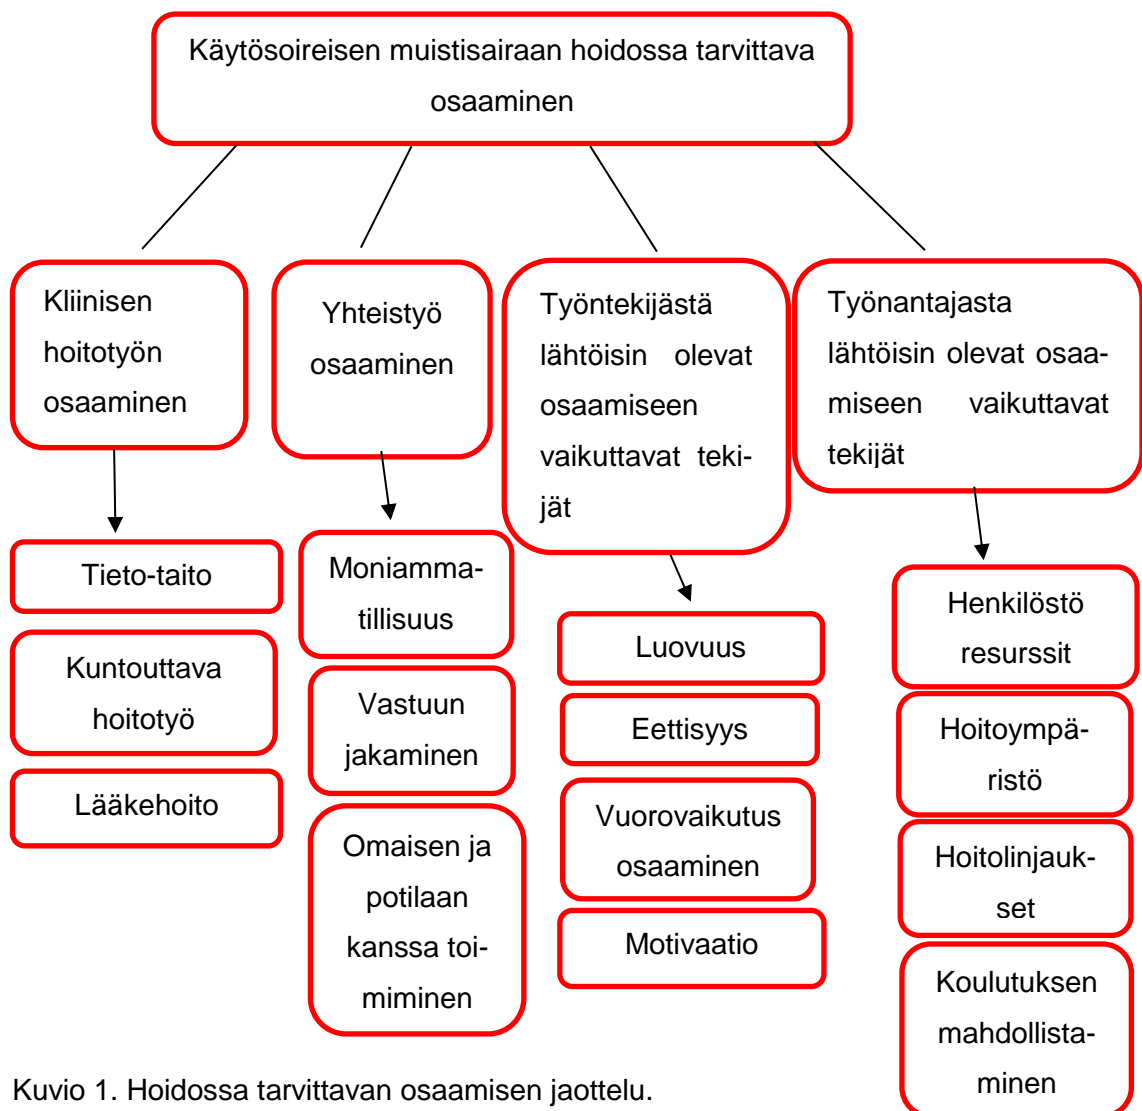 Käytösoireisen muistisairaan hoidossa tarvittava
osaaminen
Kliinisen
hoitotyön
osaaminen
Yhteistyö
osaaminen
Työntekijästä
lähtöisin olevat
osaamiseen
vaikuttavat teki-
jät
Työnantajasta
lähtöisin olevat osaa-
miseen vaikuttavat
tekijät
Tieto-taito
Kuntouttava
hoitotyö
Lääkehoito
Moniamma-
tillisuus
Vastuun
jakaminen
Omaisen ja
potilaan
kanssa toi-
miminen
Luovuus
Eettisyys
Vuorovaikutus
osaaminen
Motivaatio
Henkilöstö
resurssit
Hoitoympä-
ristö
Hoitolinjauk-
set
Koulutuksen
mahdollista-
minen
Kuvio 1. Hoidossa tarvittavan osaamisen jaottelu.